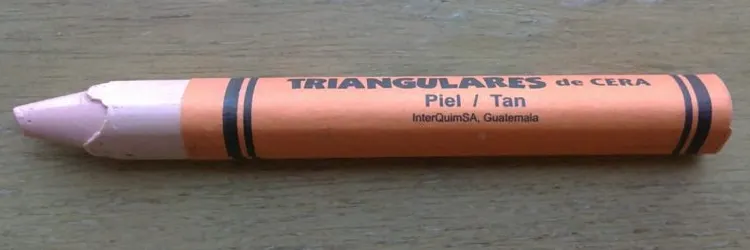 TRIANGULARES de CERA
Piel / Tan
InterQuimSA, Guatemala